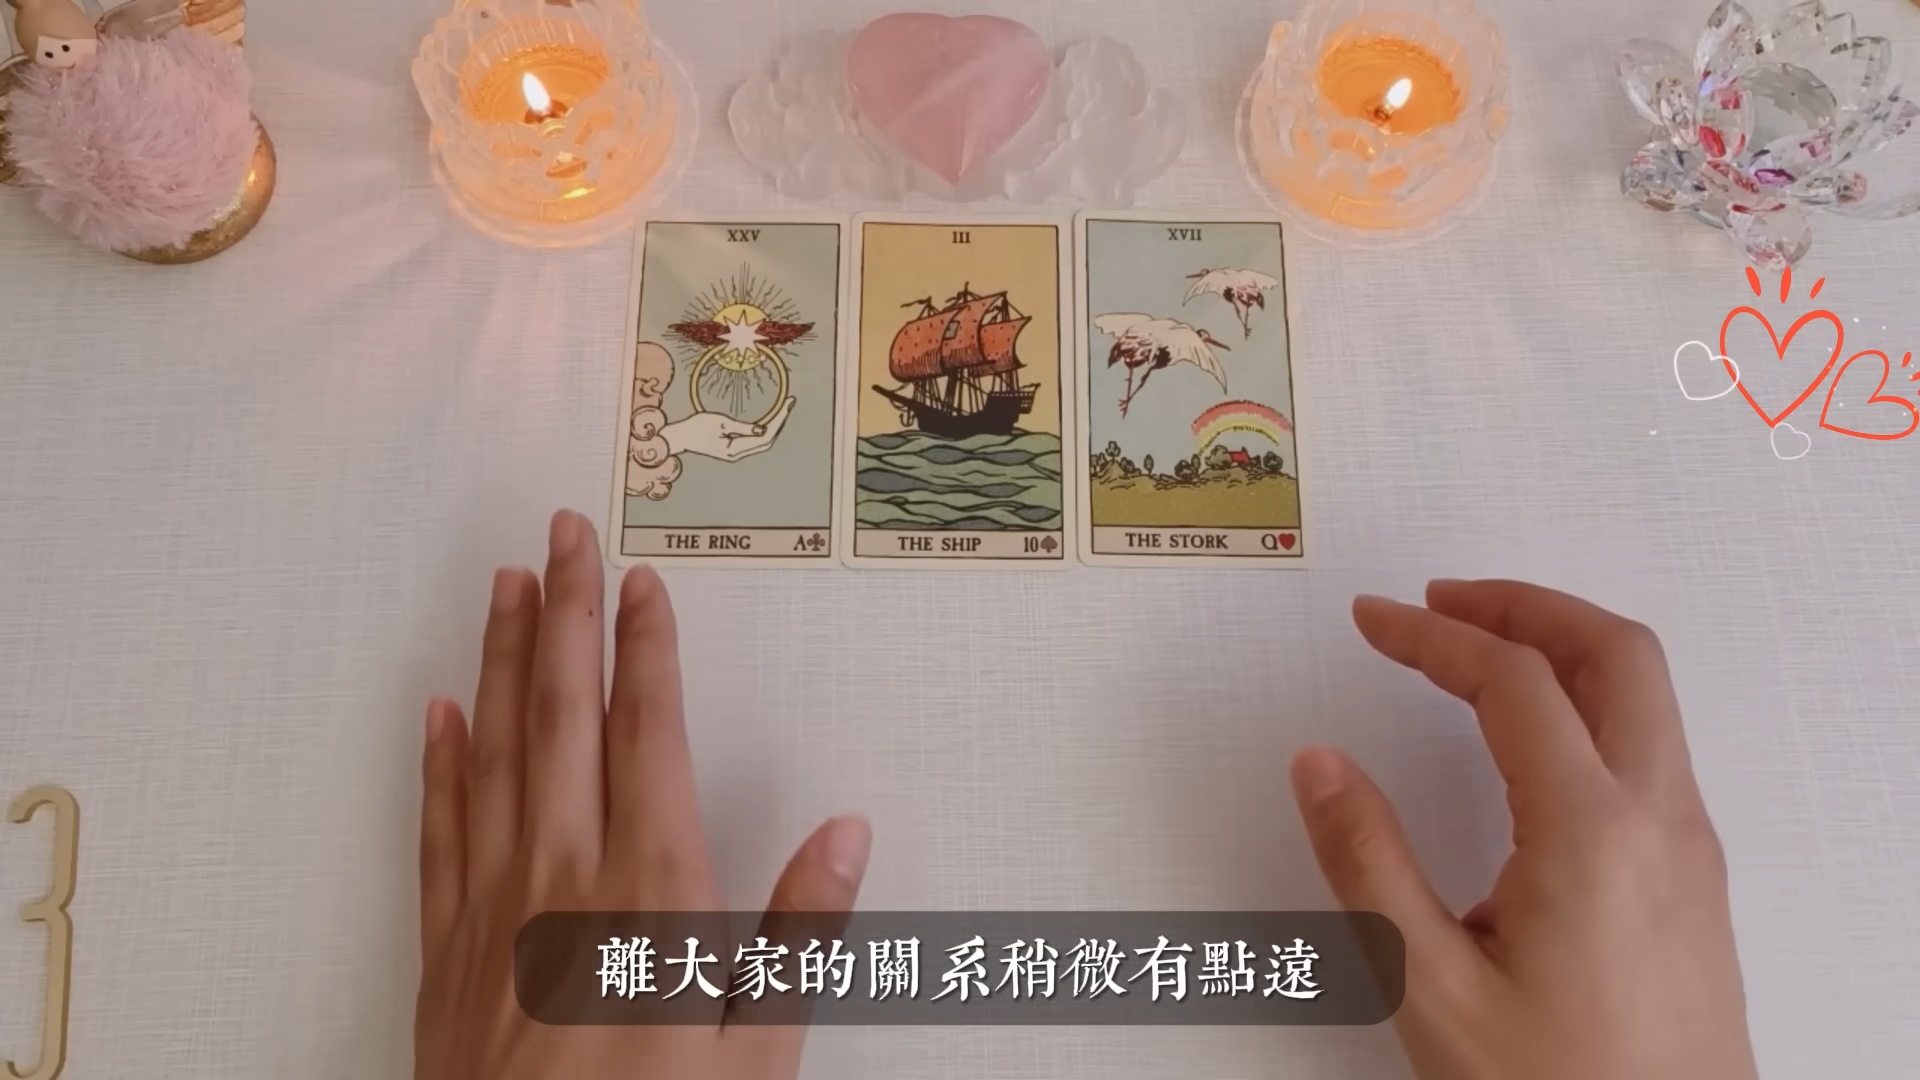 XXV
III
XVII
THE RING A♣
THE SHIP 10♠
THE STORK Q♥
3
離大家的關系稍微有點遠